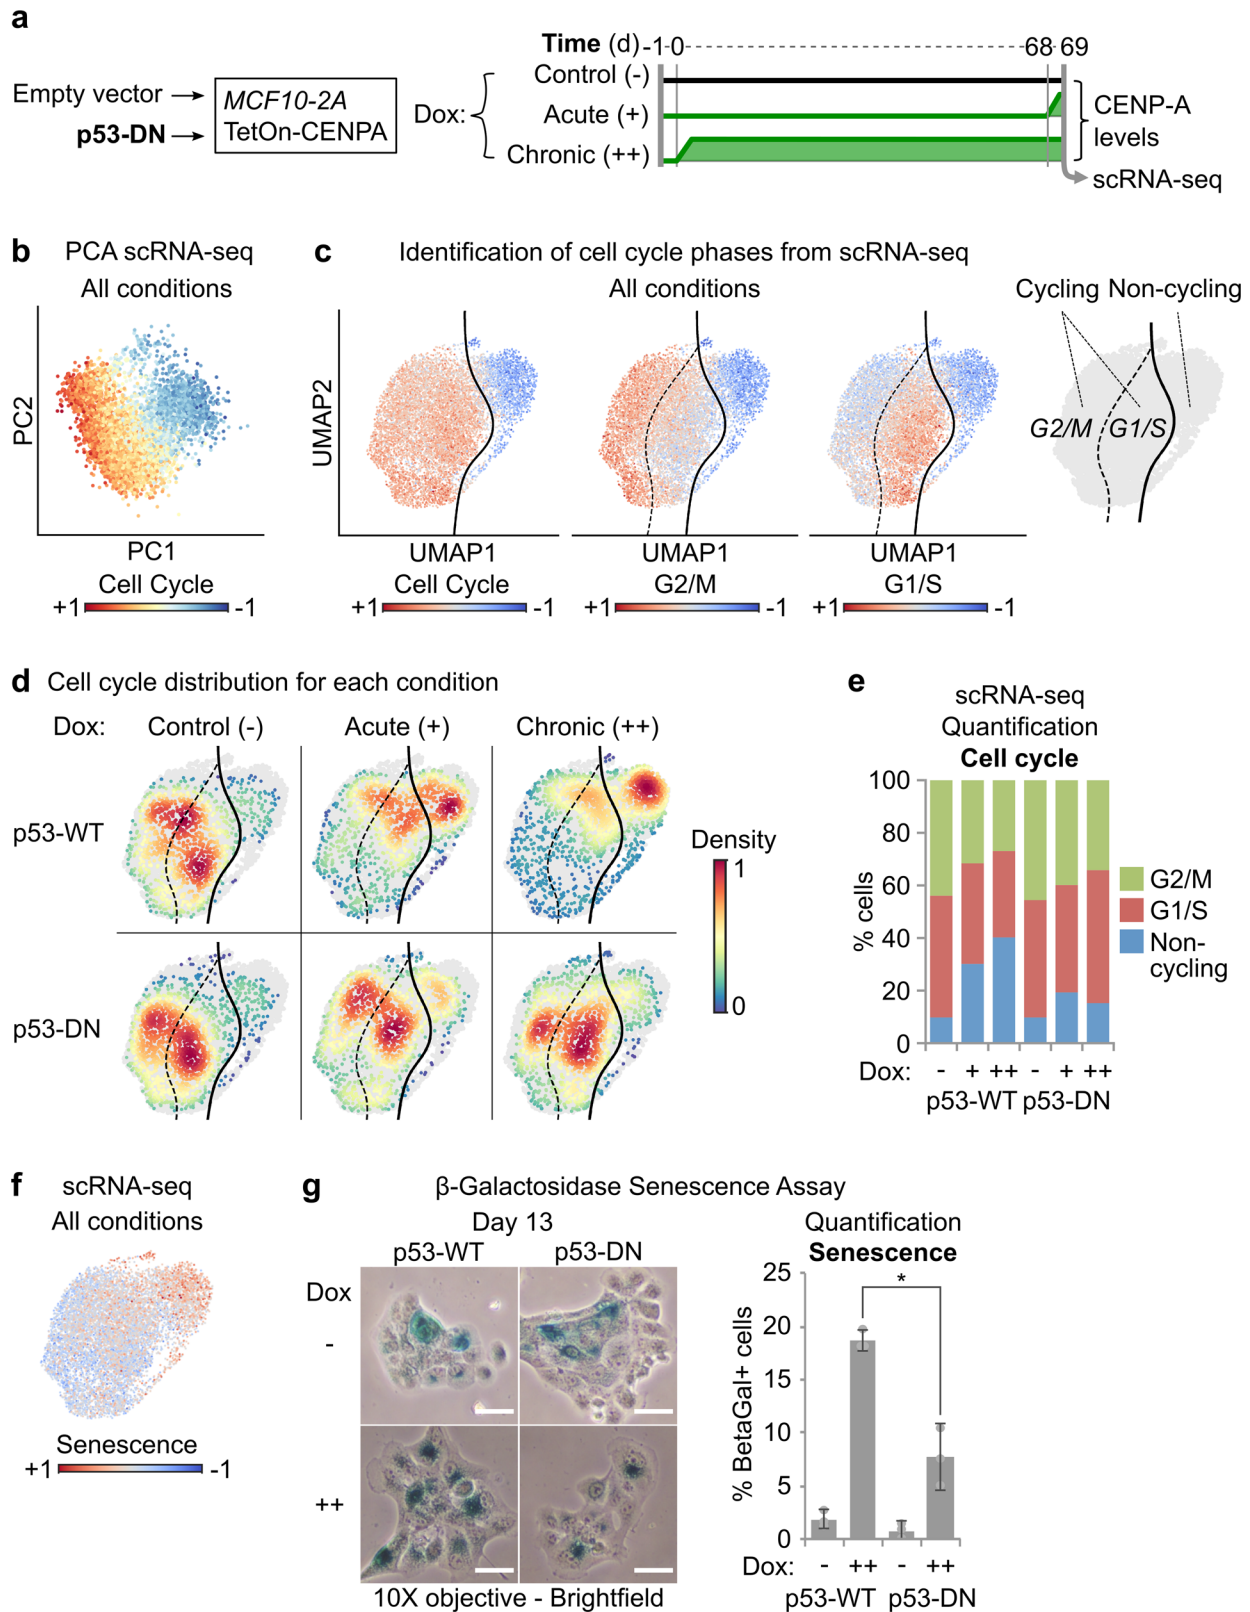 a
Time (d) -1 0 68 69
Empty vector
p53-DN
MCF10-2A
TetOn-CENPA
Dox:
Control (-)
Acute (+)
Chronic (++)
CENP-A
levels
scRNA-seq
b PCA scRNA-seq
All conditions
PC2
PC1
Cell Cycle
+1 -1
c Identification of cell cycle phases from scRNA-seq
All conditions
Cycling Non-cycling
UMAP2
G2/M G1/S
UMAP1 UMAP1 UMAP1
Cell Cycle G2/M G1/S
+1 -1 +1 -1 +1 -1
d Cell cycle distribution for each condition
Dox: Control (-) Acute (+) Chronic (++)
p53-WT
p53-DN
Density
1
0
e
scRNA-seq
Quantification
Cell cycle
% cells
100
80
60
40
20
0
G2/M
G1/S
Non-
cycling
Dox: - + ++ - + ++
p53-WT p53-DN
f scRNA-seq
All conditions
Senescence
+1 -1
g β-Galactosidase Senescence Assay
Day 13
p53-WT p53-DN
Dox
-
++
10X objective - Brightfield
Quantification
Senescence
% BetaGal+ cells
25
20
15
10
5
0
*
Dox: - ++ - ++
p53-WT p53-DN